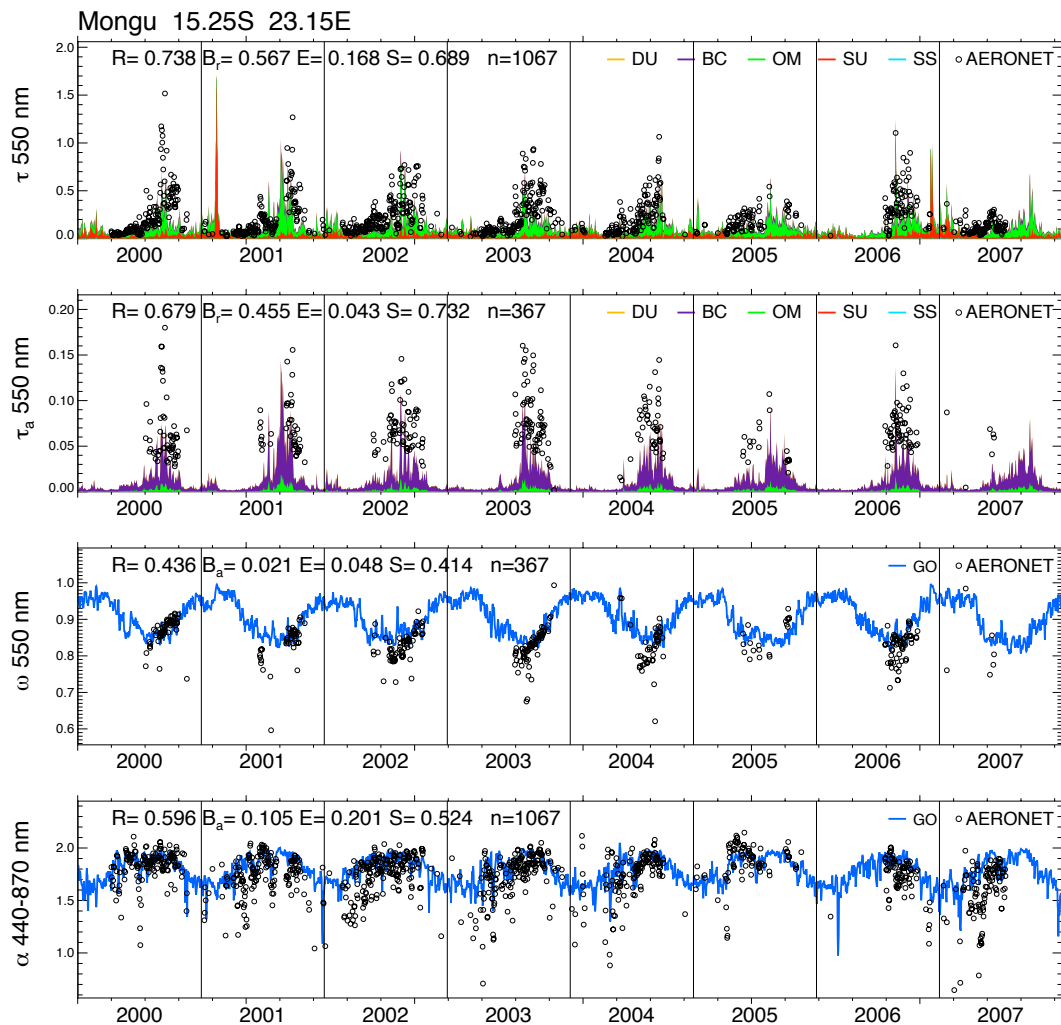 Mongu 15.25S 23.15E
R= 0.738 Br= 0.567 E= 0.168 S= 0.689 n=1067 DU BC OM SU SS AERONET
τ 550 nm
2.0
1.5
1.0
0.5
0.0
2000 2001 2002 2003 2004 2005 2006 2007
R= 0.679 Br= 0.455 E= 0.043 S= 0.732 n=367 DU BC OM SU SS AERONET
τa 550 nm
0.20
0.15
0.10
0.05
0.00
2000 2001 2002 2003 2004 2005 2006 2007
R= 0.436 Ba= 0.021 E= 0.048 S= 0.414 n=367 GO AERONET
ω 550 nm
1.0
0.9
0.8
0.7
0.6
2000 2001 2002 2003 2004 2005 2006 2007
R= 0.596 Ba= 0.105 E= 0.201 S= 0.524 n=1067 GO AERONET
α 440-870 nm
2.0
1.5
1.0
2000 2001 2002 2003 2004 2005 2006 2007